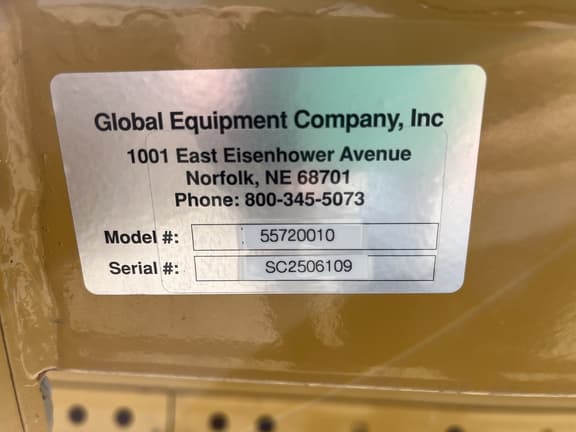 Global Equipment Company, Inc
1001 East Eisenhower Avenue
Norfolk, NE 68701
Phone: 800-345-5073
Model #: 55720010
Serial #: SC2506109